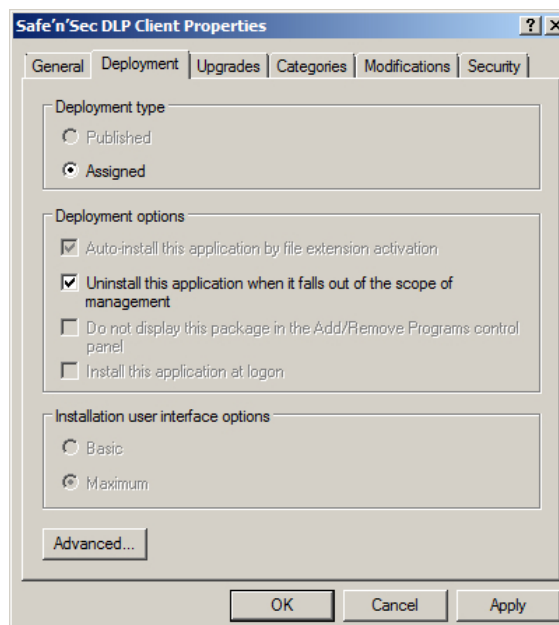 Safe'n'Sec DLP Client Properties
General Deployment Upgrades Categories Modifications Security
Deployment type
Published
Assigned
Deployment options
Auto-install this application by file extension activation
Uninstall this application when it falls out of the scope of
management
Do not display this package in the Add/Remove Programs control
panel
Install this application at logon
Installation user interface options
Basic
Maximum
Advanced...
OK Cancel Apply